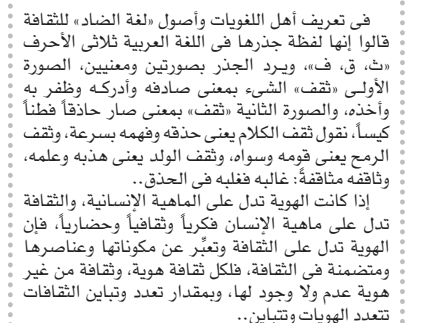 فى تعريف أهل اللغويات وأصول «لغة الضاد» للثقافة
قالوا إنها لفظة جذرها فى اللغة العربية ثلاثى الأحرف
«ث، ق، ف»، ويـرد الجذر بصورتين ومعنيين، الصورة
الأولـى «ثقف» الشىء بمعنى صادفه وأدركـه وظفر به
وأخذه، والصورة الثانية «ثقف» بمعنى صار حاذقاً فطناً
كيساً، نقول ثقف الكلام يعنى حذقه وفهمه بسرعة، وثقف
الرمح يعنى قومه وسواه، وثقف الولد يعنى هذبه وعلمه،
وثاقفه مثاقفةً: غالبه فغلبه فى الحذق..
إذا كانت الهوية تدل على الماهية الإنسانية، والثقافة
تدل على ماهية الإنسان فكرياً وثقافياً وحضارياً، فإن
الهوية تدل على الثقافة وتعبِّر عن مكوناتها وعناصرها
ومتضمنة فى الثقافة، فلكل ثقافة هوية، وثقافة من غير
هوية عدم ولا وجود لها، وبمقدار تعدد وتباين الثقافات
تتعدد الهويات وتتباين..